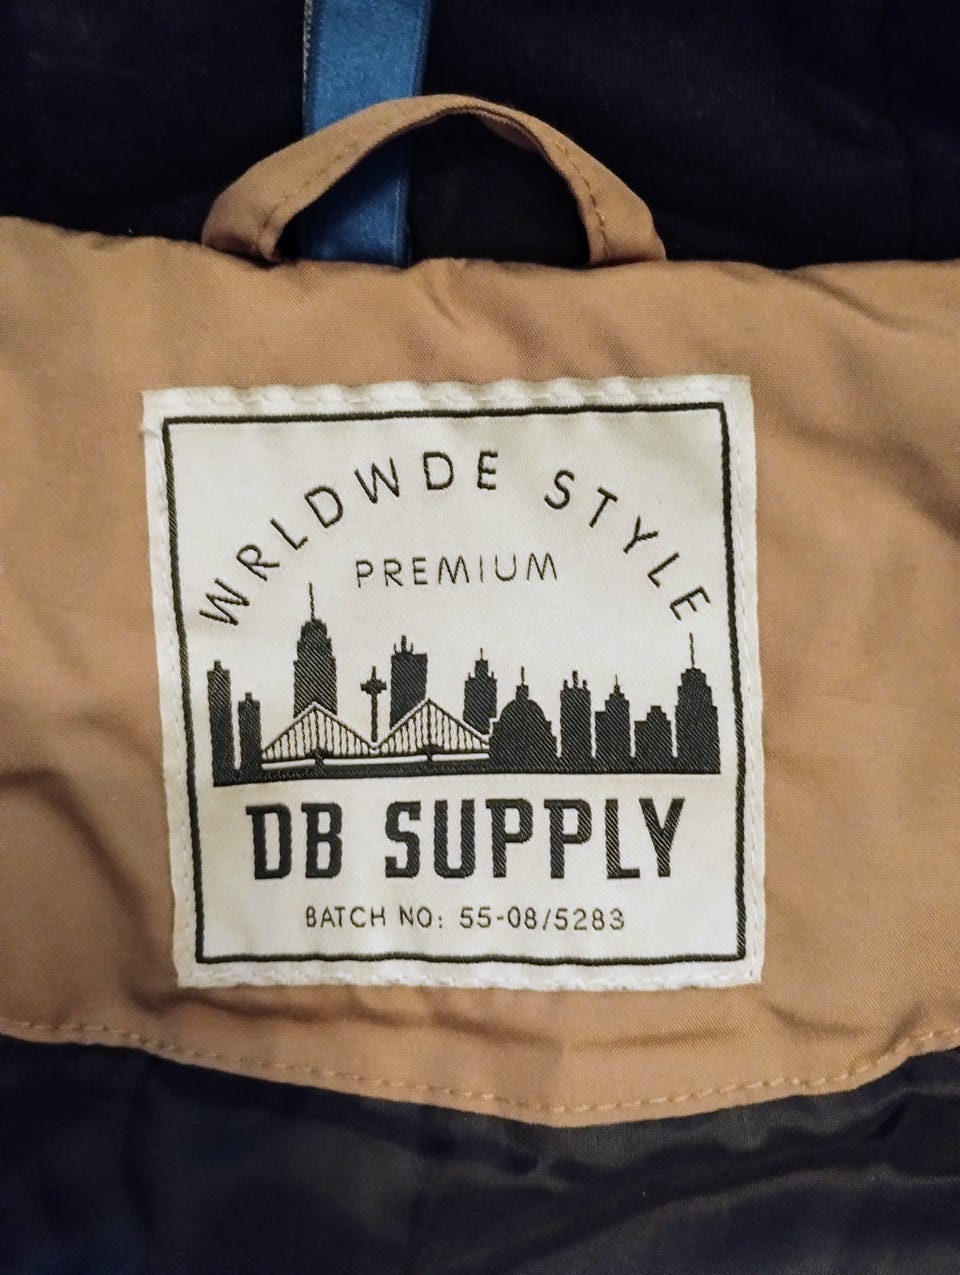 WRLDWDE STYLE
PREMIUM
DB SUPPLY
BATCH NO: 55-08/5283